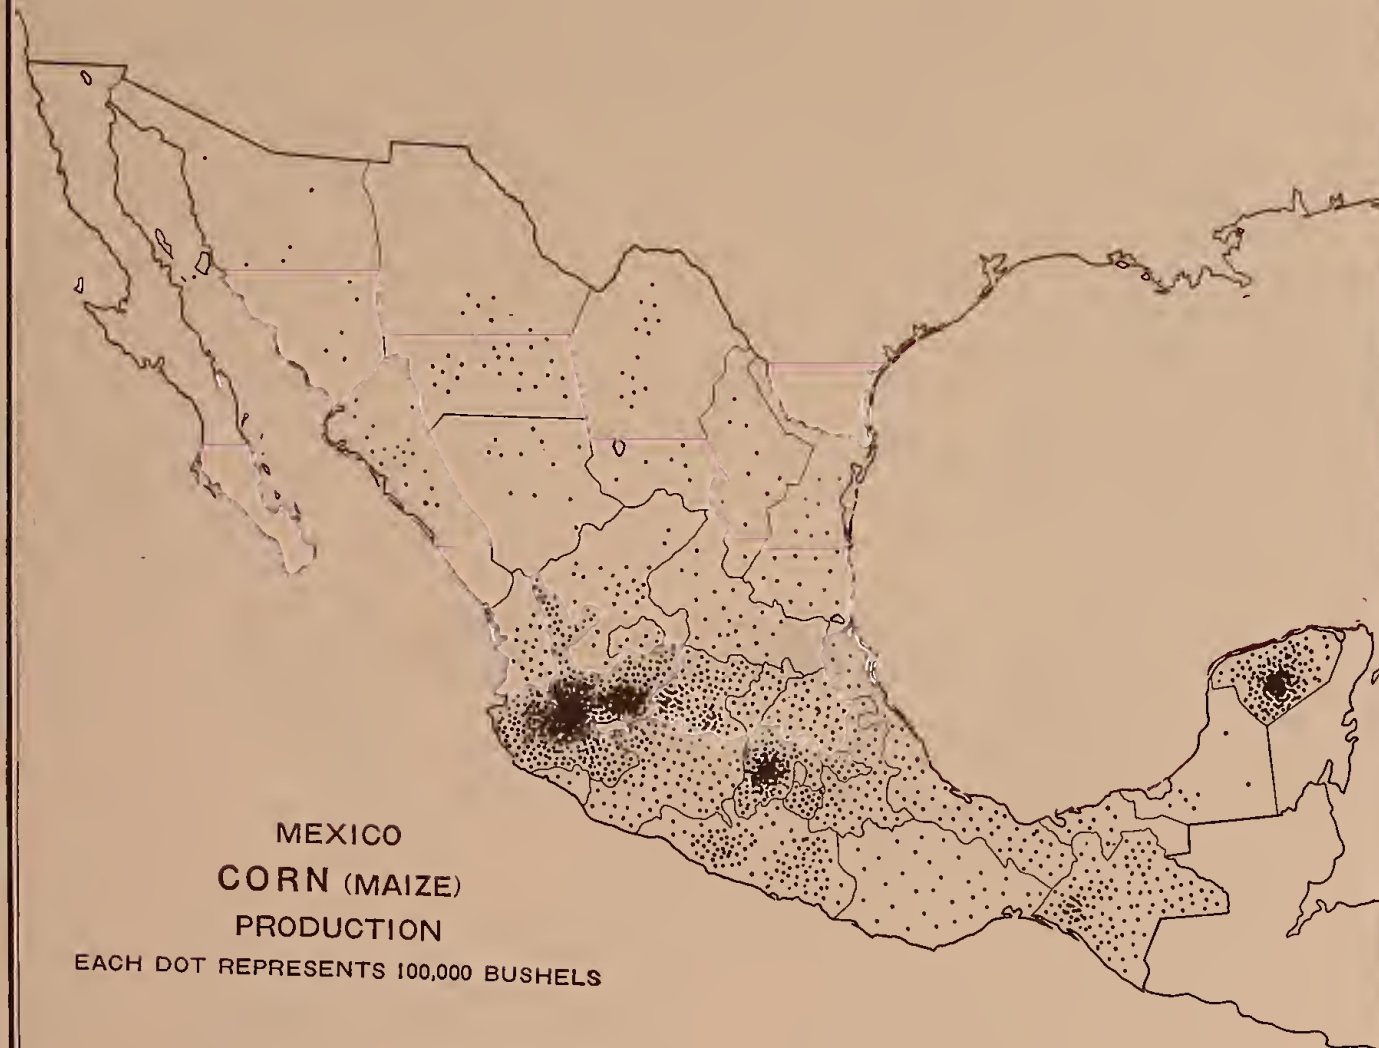 MEXICO
CORN (MAIZE)
PRODUCTION
EACH DOT REPRESENTS 100,000 BUSHELS